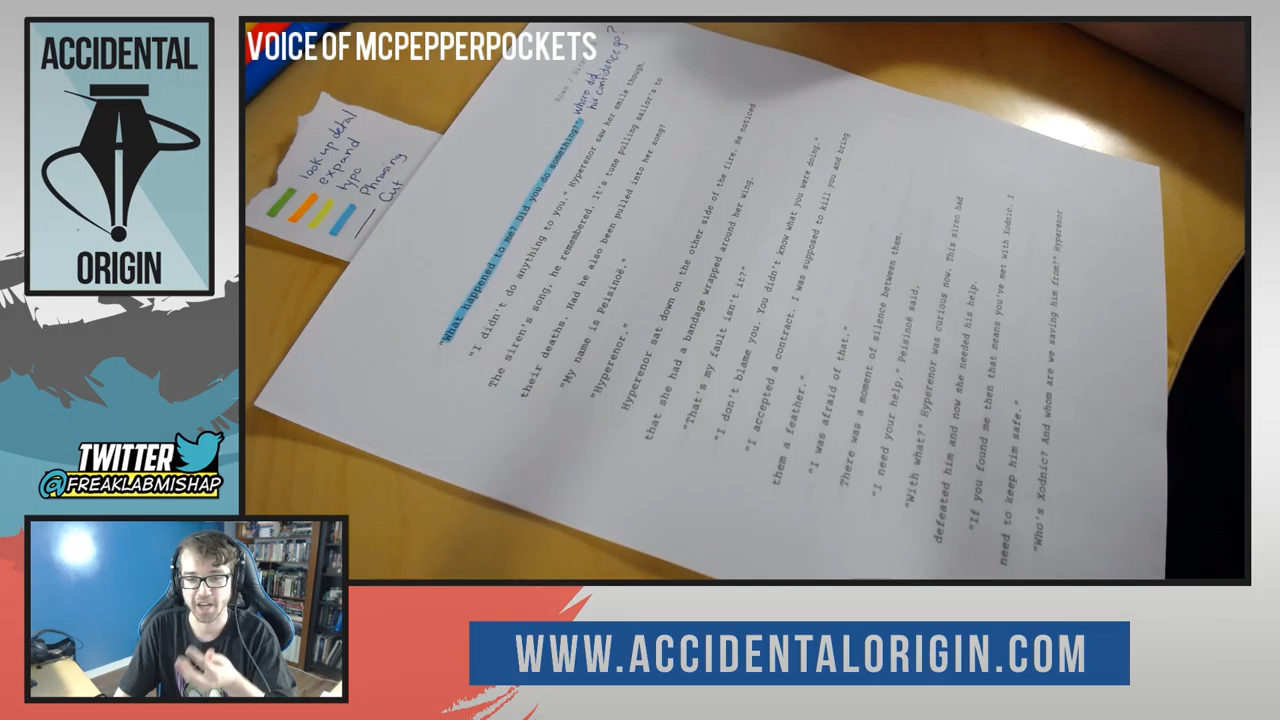 VOICE OF MCPEPPERPOCKETS
ACCIDENTAL
ORIGIN
look up detail
expand
typo
Phrasing
Cut
where did
his confidence go?
"What happened to me? Did you do something?"
"I didn't do anything to you." Hyperenor saw her smile though.
The siren's song, he remembered. It's tune pulling sailor's to
their deaths. Had he also been pulled into her song?
"My name is Peisinoë."
"Hyperenor."
Hyperenor sat down on the other side of the fire. He noticed
that she had a bandage wrapped around her wing.
"That's my fault isn't it?"
"I don't blame you. You didn't know what you were doing."
"I accepted a contract. I was supposed to kill you and bring
them a feather."
"I was afraid of that."
There was a moment of silence between them.
"I need your help," Peisinoë said.
"With what?" Hyperenor was curious now. This siren had
defeated him and now she needed his help.
"If you found me then that means you've met with Xodnic. I
need to keep him safe."
"Who's Xodnic? And whom are we saving him from?" Hyperenor
TWITTER
@FREAKLABMISHAP
WWW.ACCIDENTALORIGIN.COM